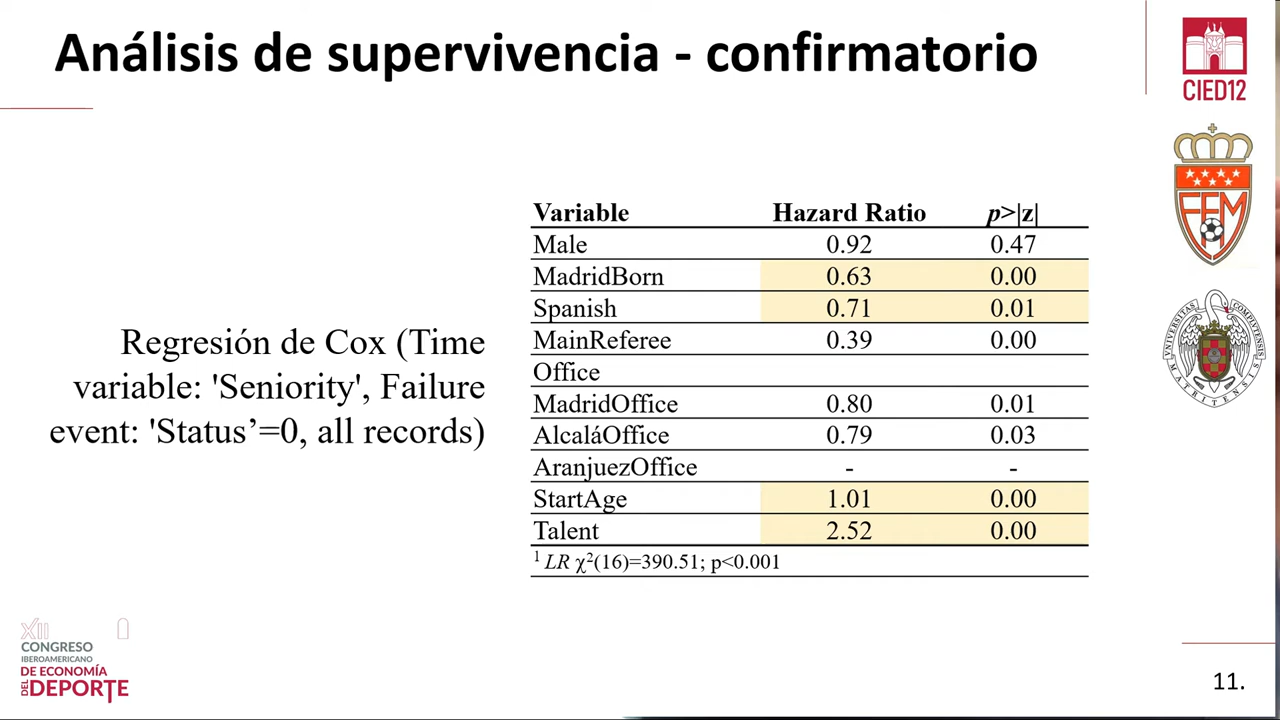 Análisis de supervivencia - confirmatorio
CIED12
Regresión de Cox (Time
variable: 'Seniority', Failure
event: 'Status’=0, all records)
Variable Hazard Ratio p>|z|
Male 0.92 0.47
MadridBorn 0.63 0.00
Spanish 0.71 0.01
MainReferee 0.39 0.00
Office
MadridOffice 0.80 0.01
AlcaláOffice 0.79 0.03
AranjuezOffice - -
StartAge 1.01 0.00
Talent 2.52 0.00
1 LR χ2(16)=390.51; p<0.001
FFM
XII
CONGRESO
IBEROAMERICANO
DE ECONOMÍA
DEL DEPORTE
11.